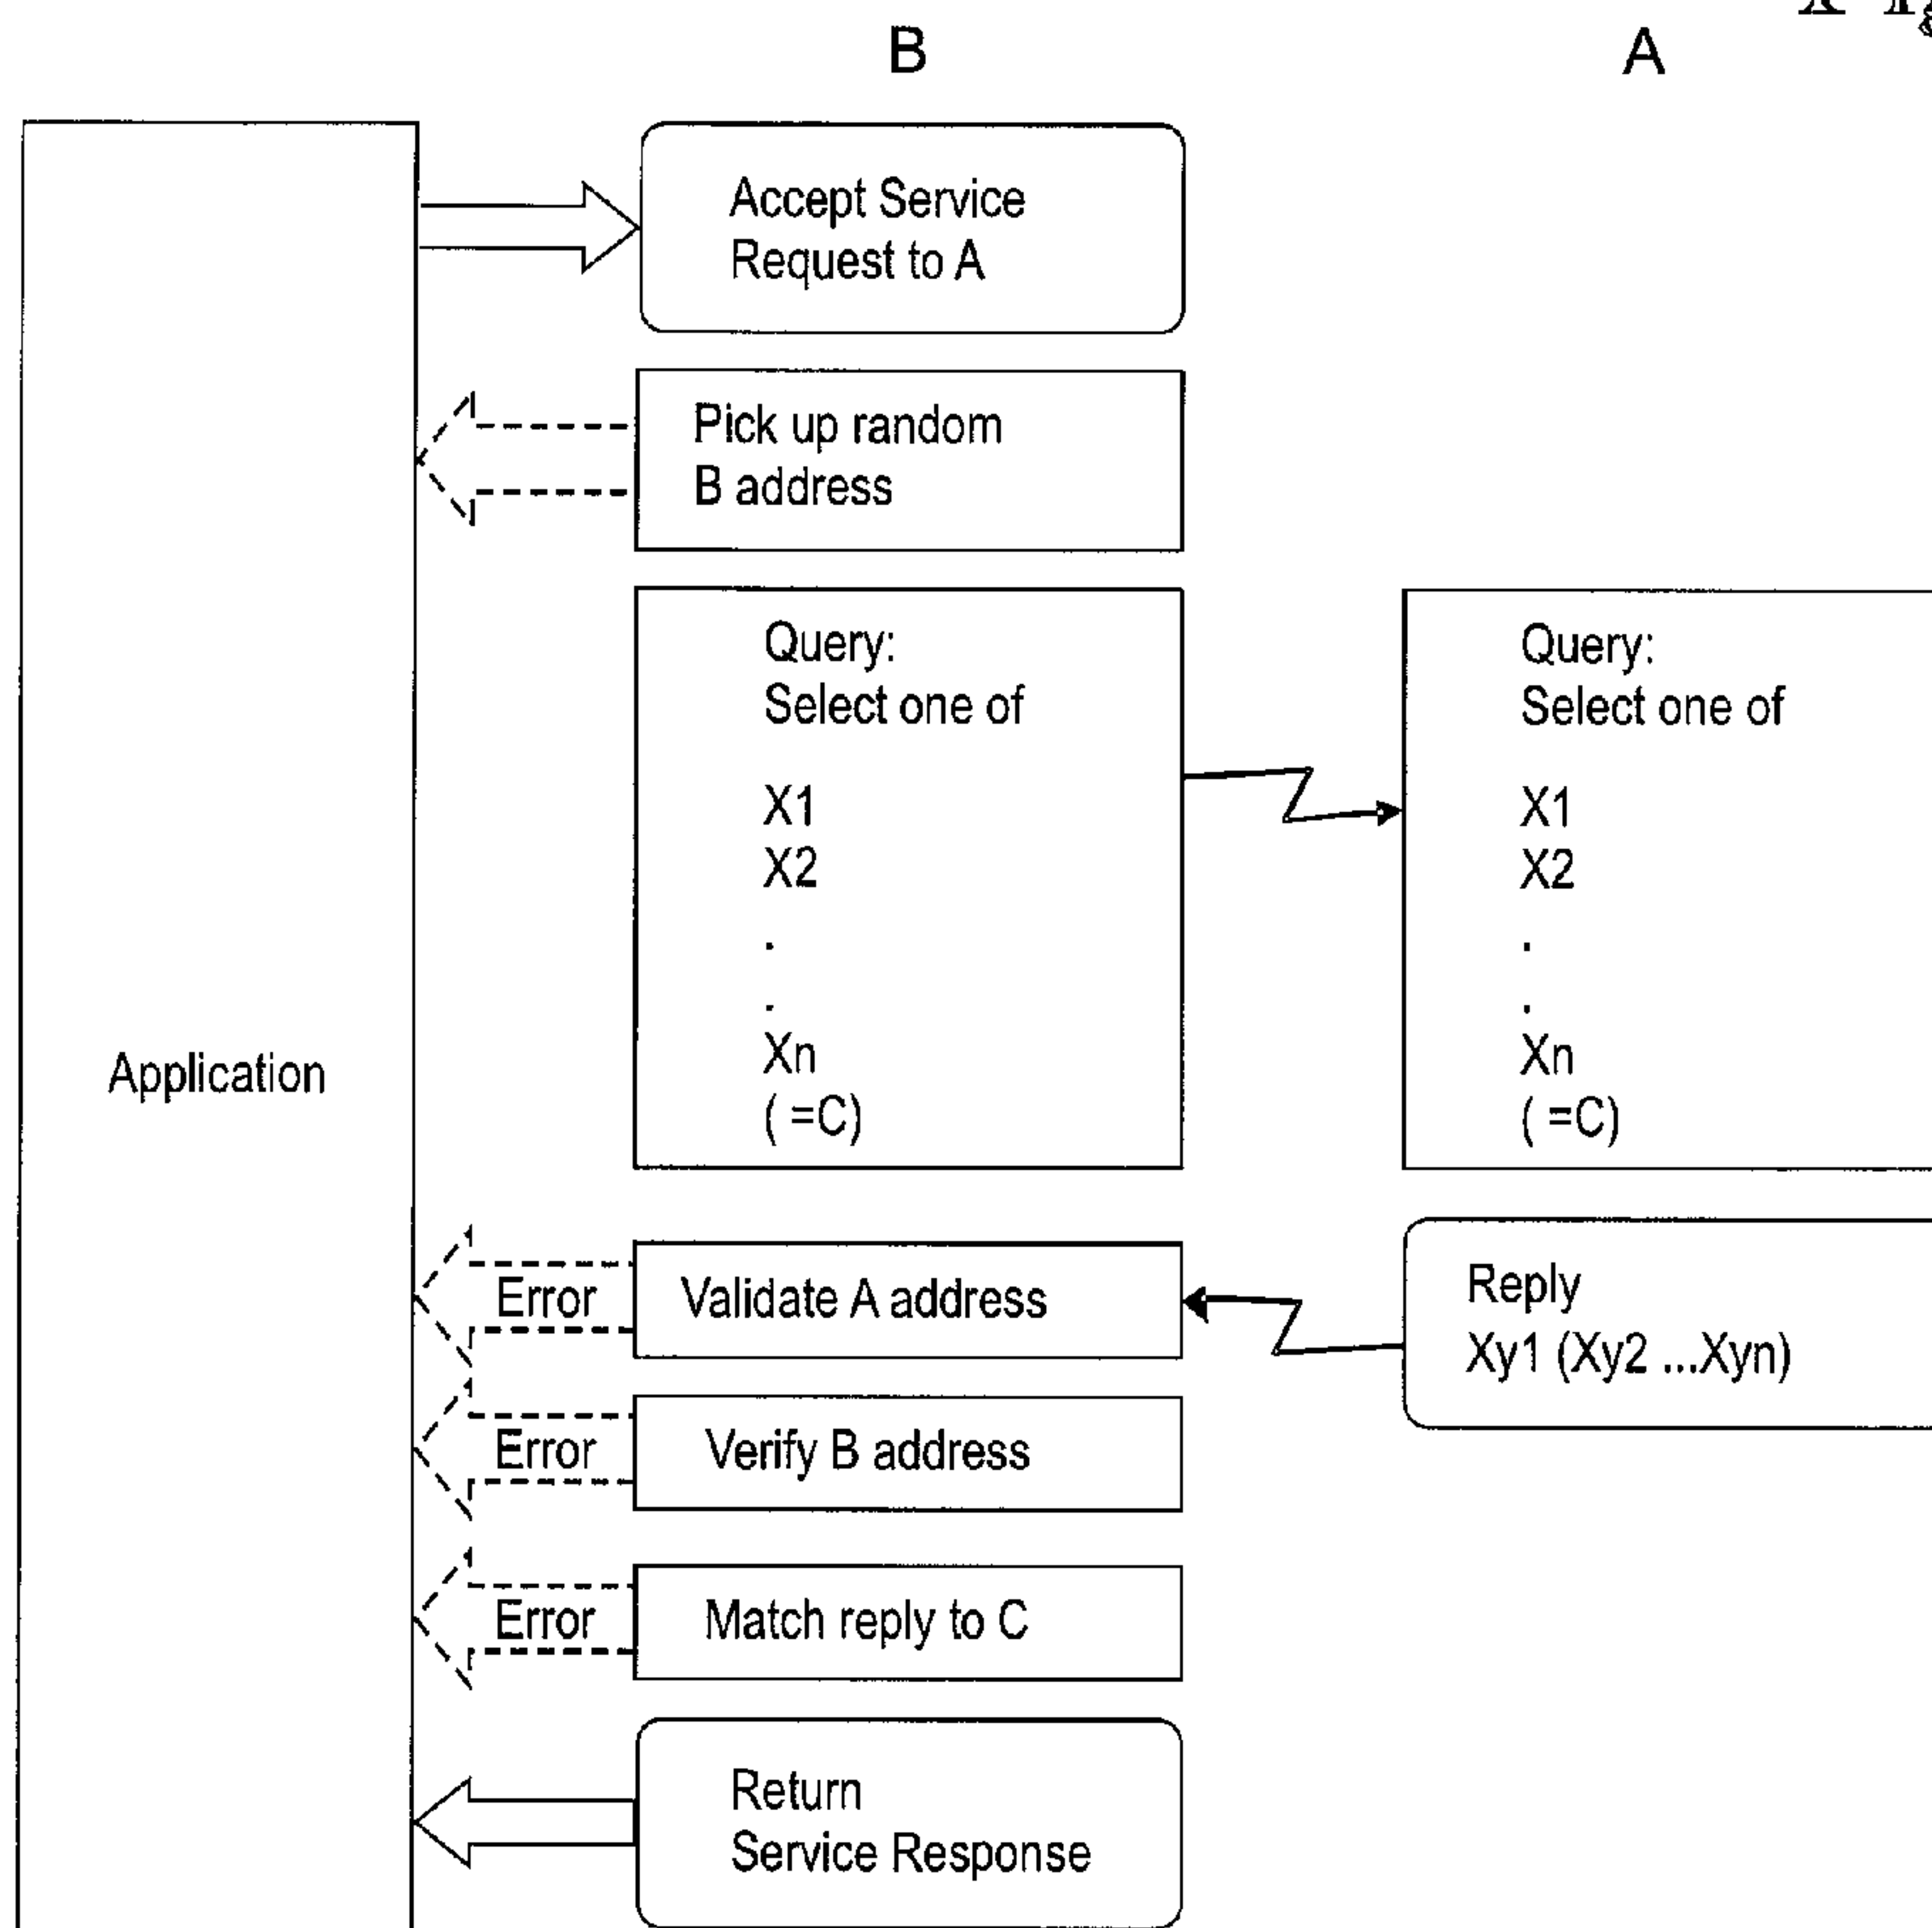 B
A
Accept Service
Request to A
Pick up random
B address
Query:
Select one of
X1
X2
.
.
Xn
( =C)
Query:
Select one of
X1
X2
.
.
Xn
( =C)
Application
Error
Validate A address
Reply
Xy1 (Xy2 ...Xyn)
Error
Verify B address
Error
Match reply to C
Return
Service Response